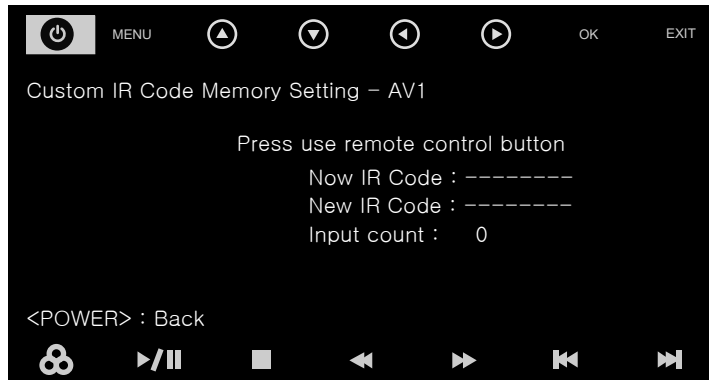 MENU OK EXIT
Custom IR Code Memory Setting - AV1
Press use remote control button
Now IR Code : --------
New IR Code : --------
Input count : 0
<POWER> : Back